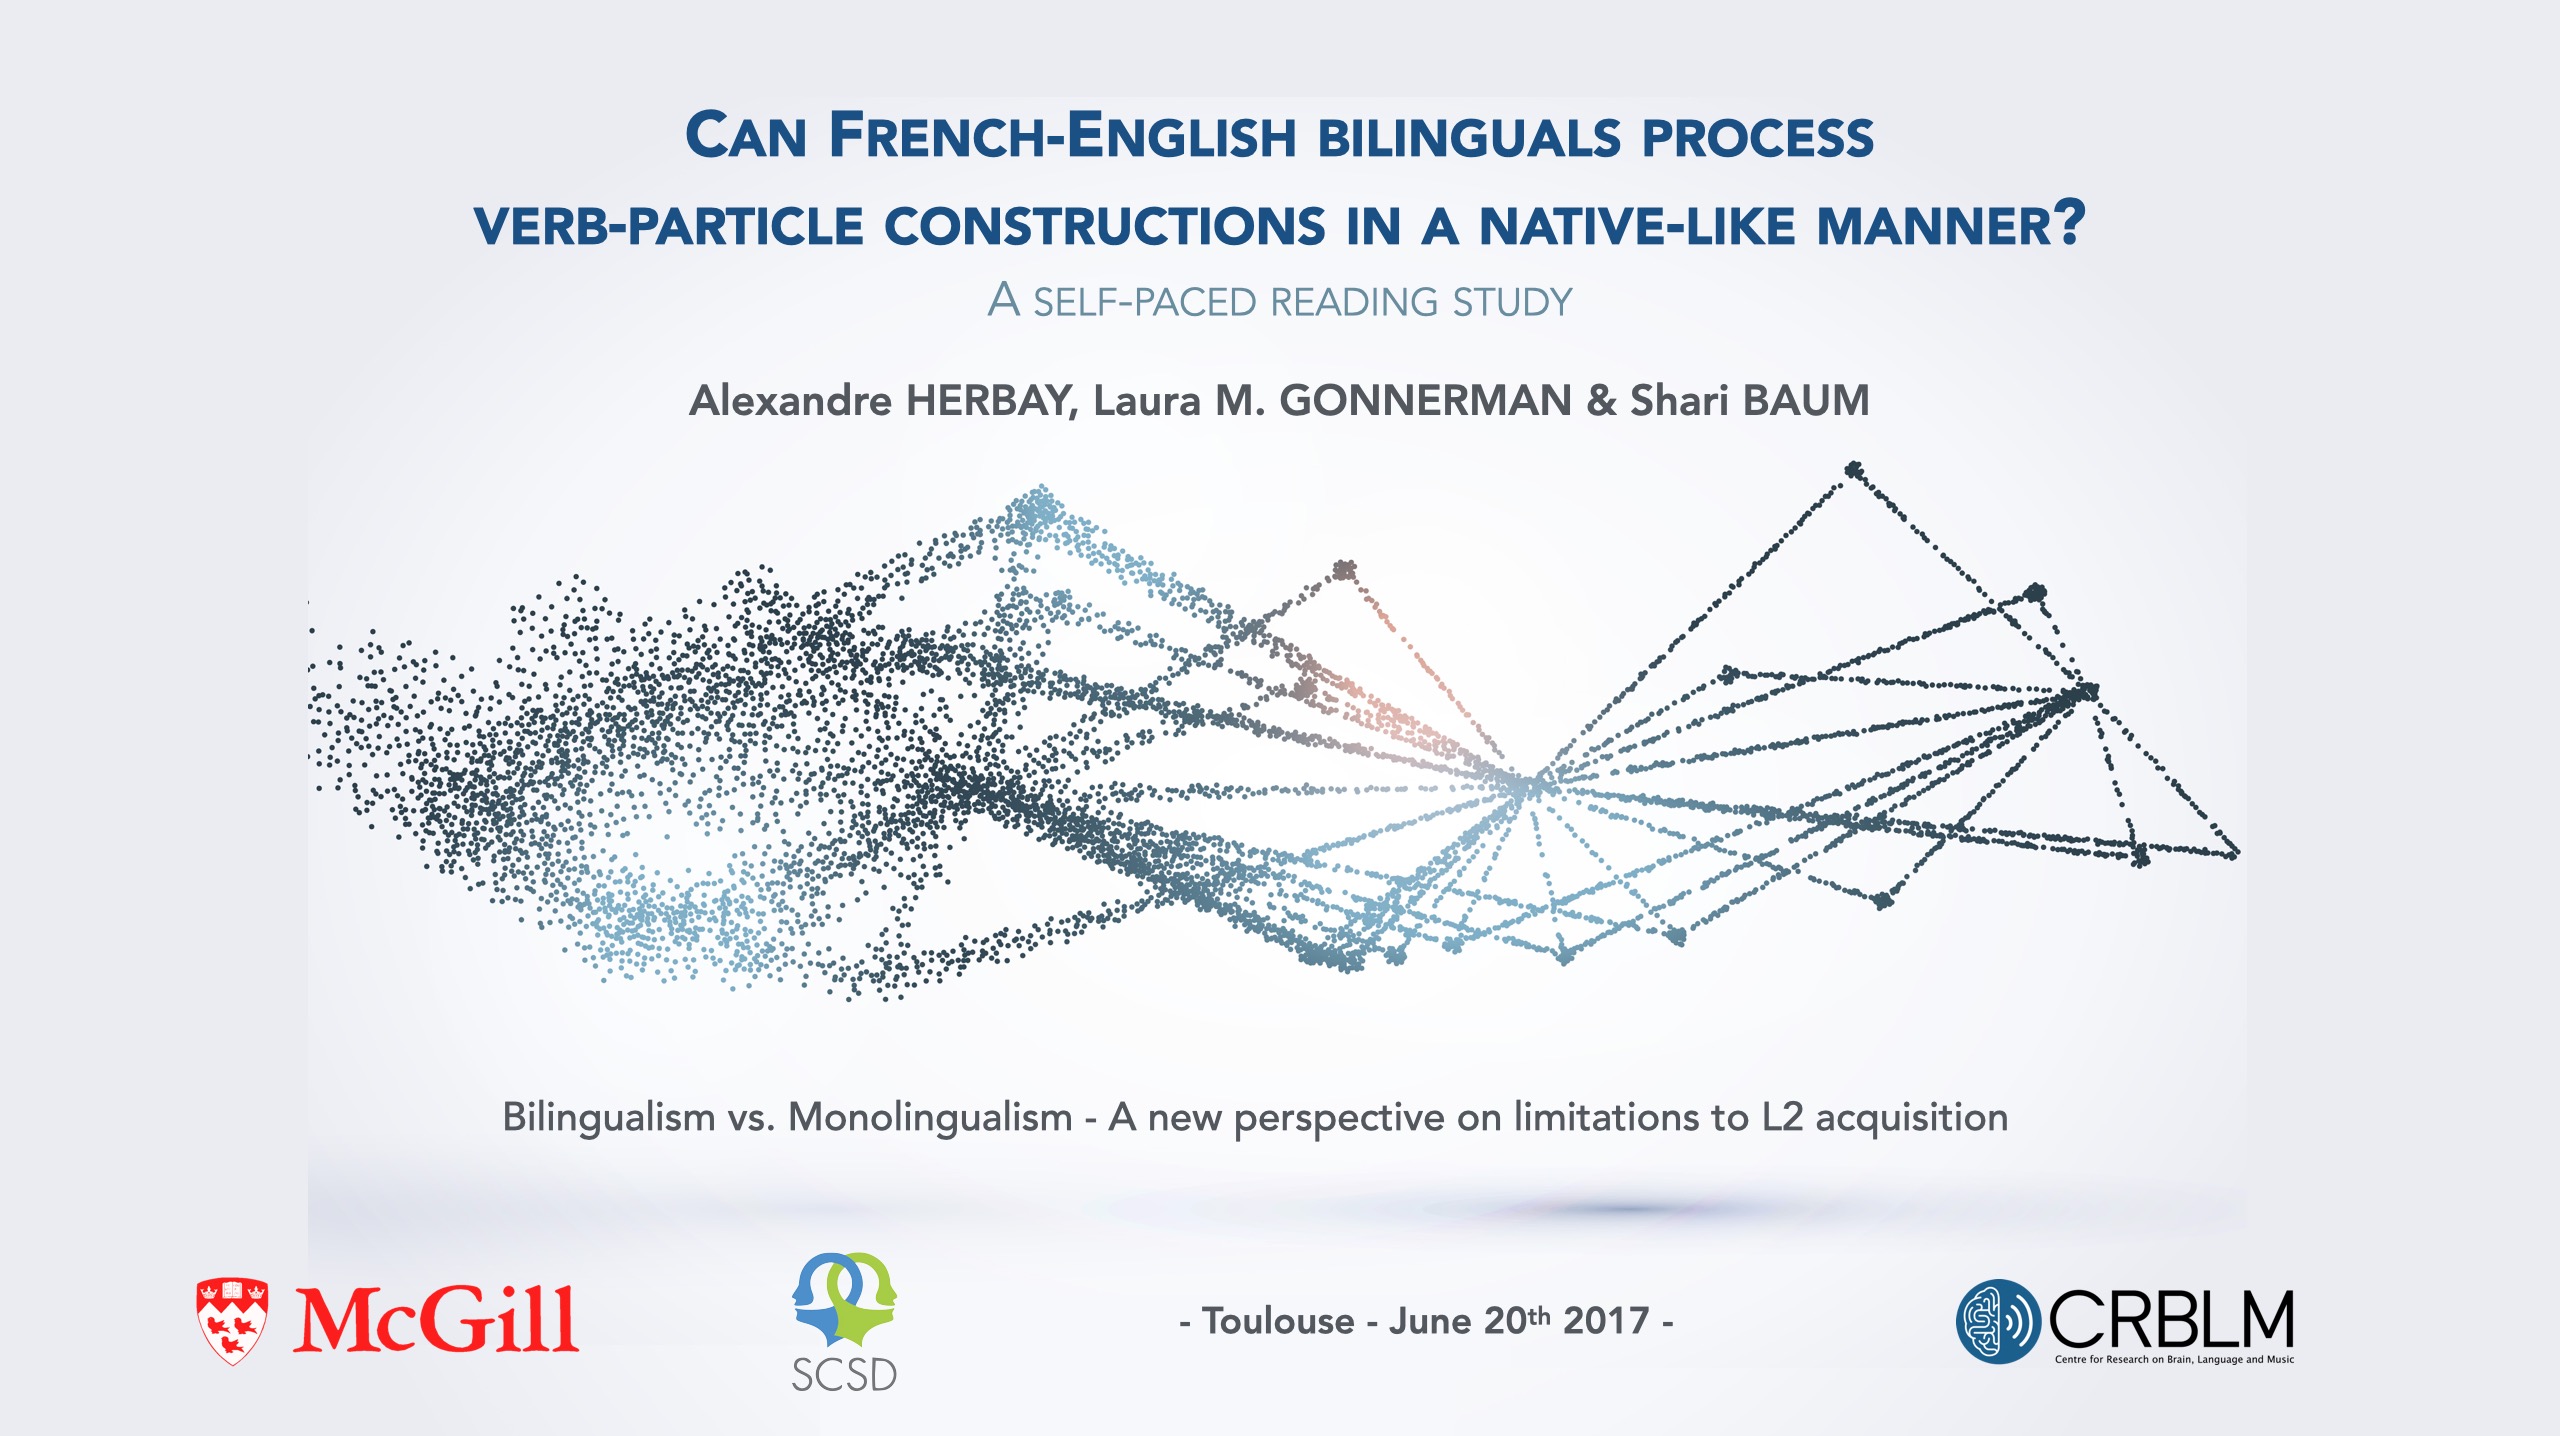 CAN FRENCH-ENGLISH BILINGUALS PROCESS
VERB-PARTICLE CONSTRUCTIONS IN A NATIVE-LIKE MANNER?
A SELF-PACED READING STUDY
Alexandre HERBAY, Laura M. GONNERMAN & Shari BAUM
Bilingualism vs. Monolingualism - A new perspective on limitations to L2 acquisition
McGill
SCSD
- Toulouse - June 20th 2017 -
CRBLM
Centre for Research on Brain, Language and Music